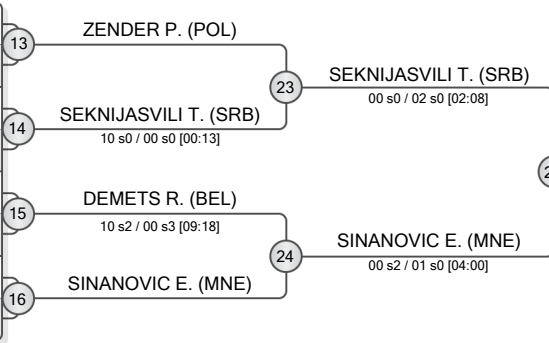 13
ZENDER P. (POL)
23
SEKNIJASVILI T. (SRB)
00 s0 / 02 s0 [02:08]
14
SEKNIJASVILI T. (SRB)
10 s0 / 00 s0 [00:13]
15
DEMETS R. (BEL)
10 s2 / 00 s3 [09:18]
24
SINANOVIC E. (MNE)
00 s2 / 01 s0 [04:00]
16
SINANOVIC E. (MNE)